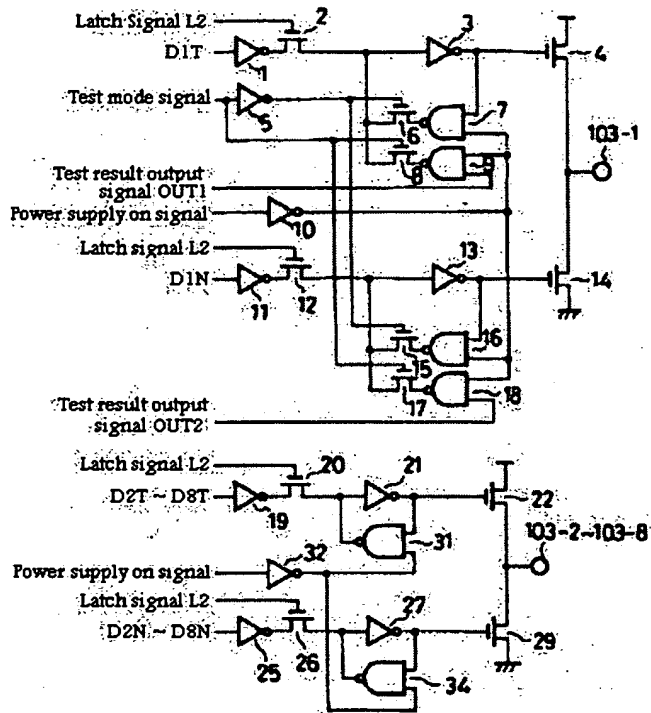 Latch Signal L2
2
3
D1T
1
4
Test mode signal
5
6
7
103-1
8
9
Test result output
signal OUT1
Power supply on signal
10
Latch signal L2
13
D1N
11
12
14
15
16
17
18
Test result output
signal OUT2
Latch signal L2
20
21
D2T ~ D8T
19
22
31
32
103-2~103-8
Power supply on signal
Latch signal L2
27
D2N ~ D8N
25
26
29
34